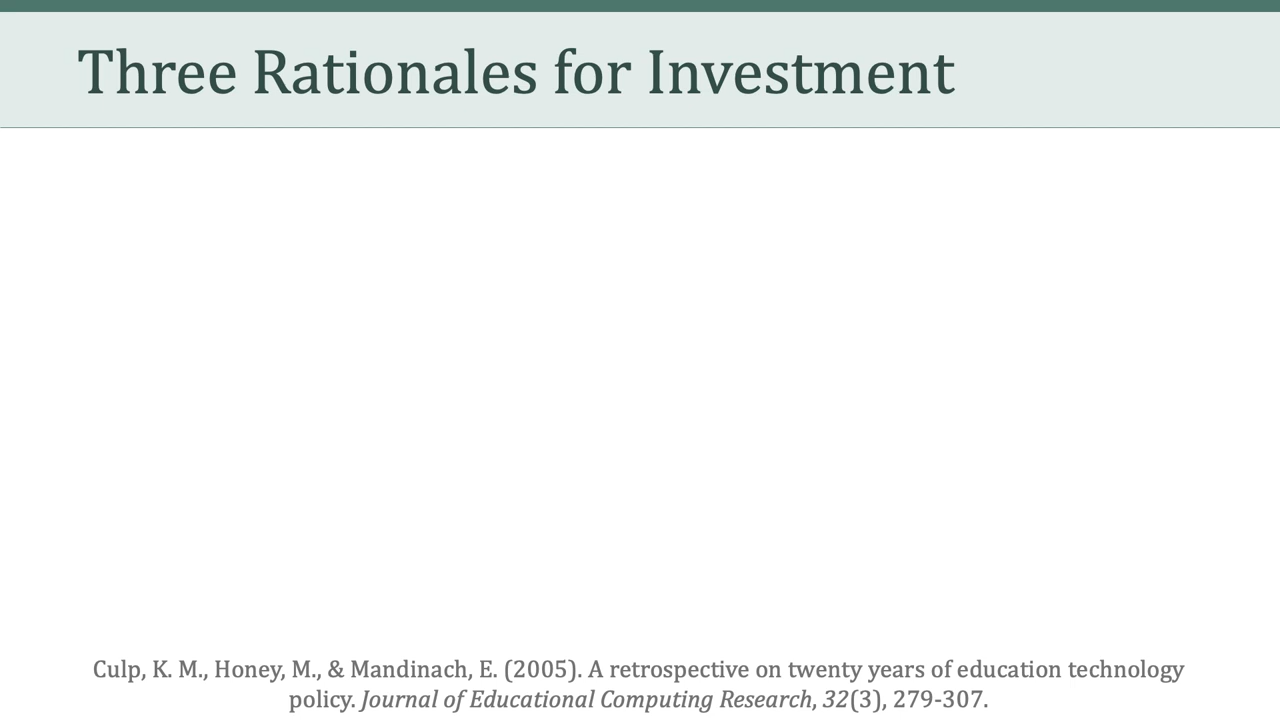 Three Rationales for Investment
Culp, K. M., Honey, M., & Mandinach, E. (2005). A retrospective on twenty years of education technology
policy. Journal of Educational Computing Research, 32(3), 279-307.